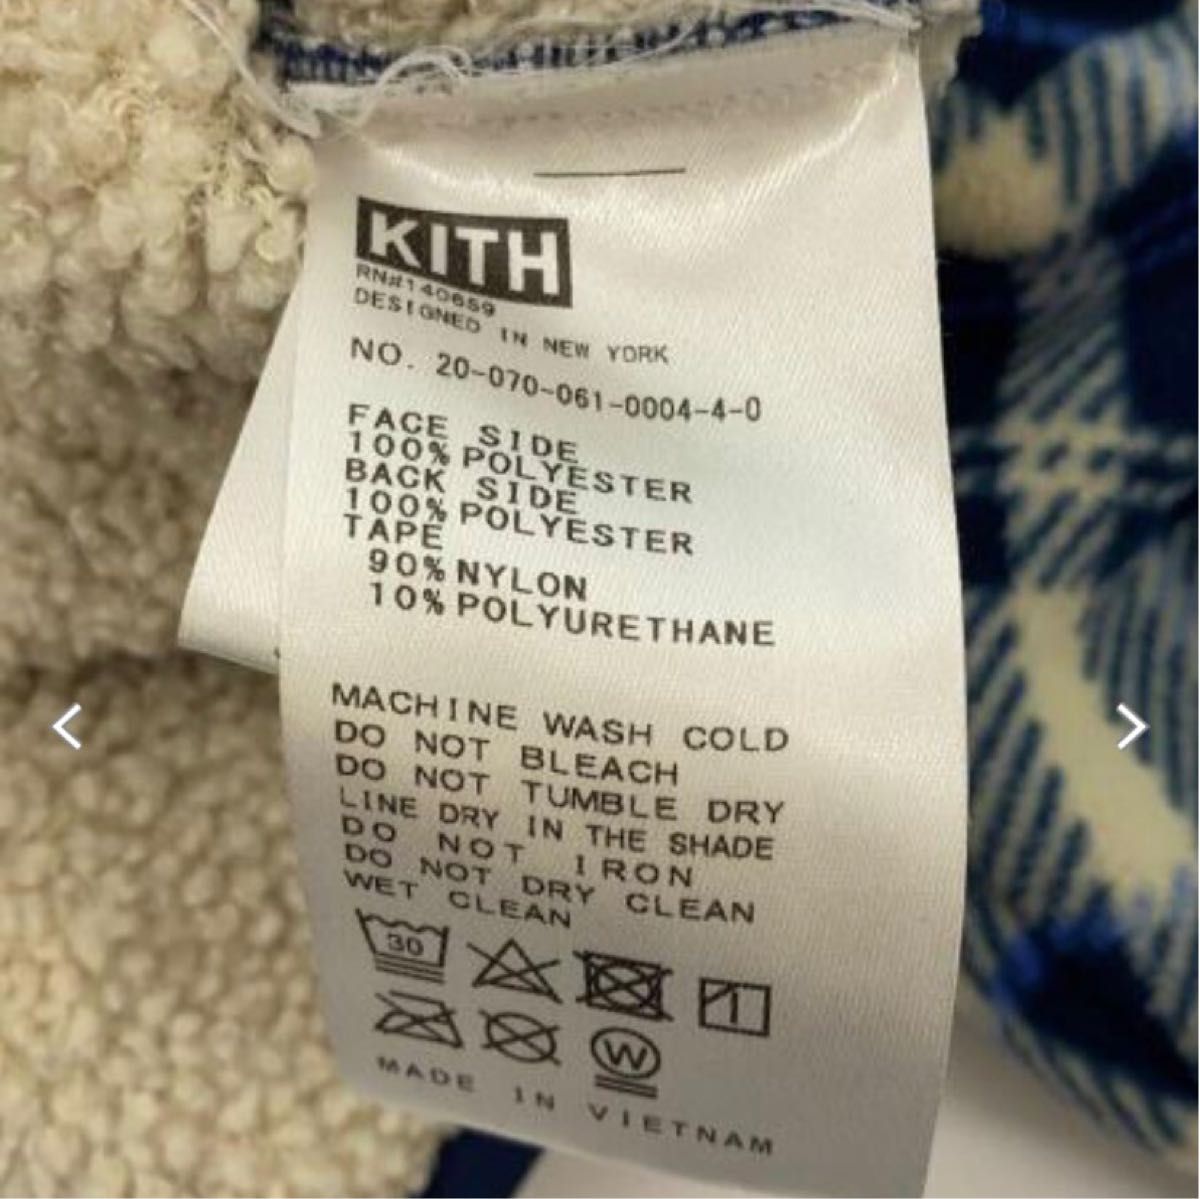 KITH
RN#140659
DESIGNED IN NEW YORK
NO. 20-070-061-0004-4-0
FACE SIDE
100% POLYESTER
BACK SIDE
100% POLYESTER
TAPE
90% NYLON
10% POLYURETHANE
MACHINE WASH COLD
DO NOT BLEACH
DO NOT TUMBLE DRY
LINE DRY IN THE SHADE
DO NOT IRON
DO NOT DRY CLEAN
WET CLEAN
30
W
MADE IN VIETNAM